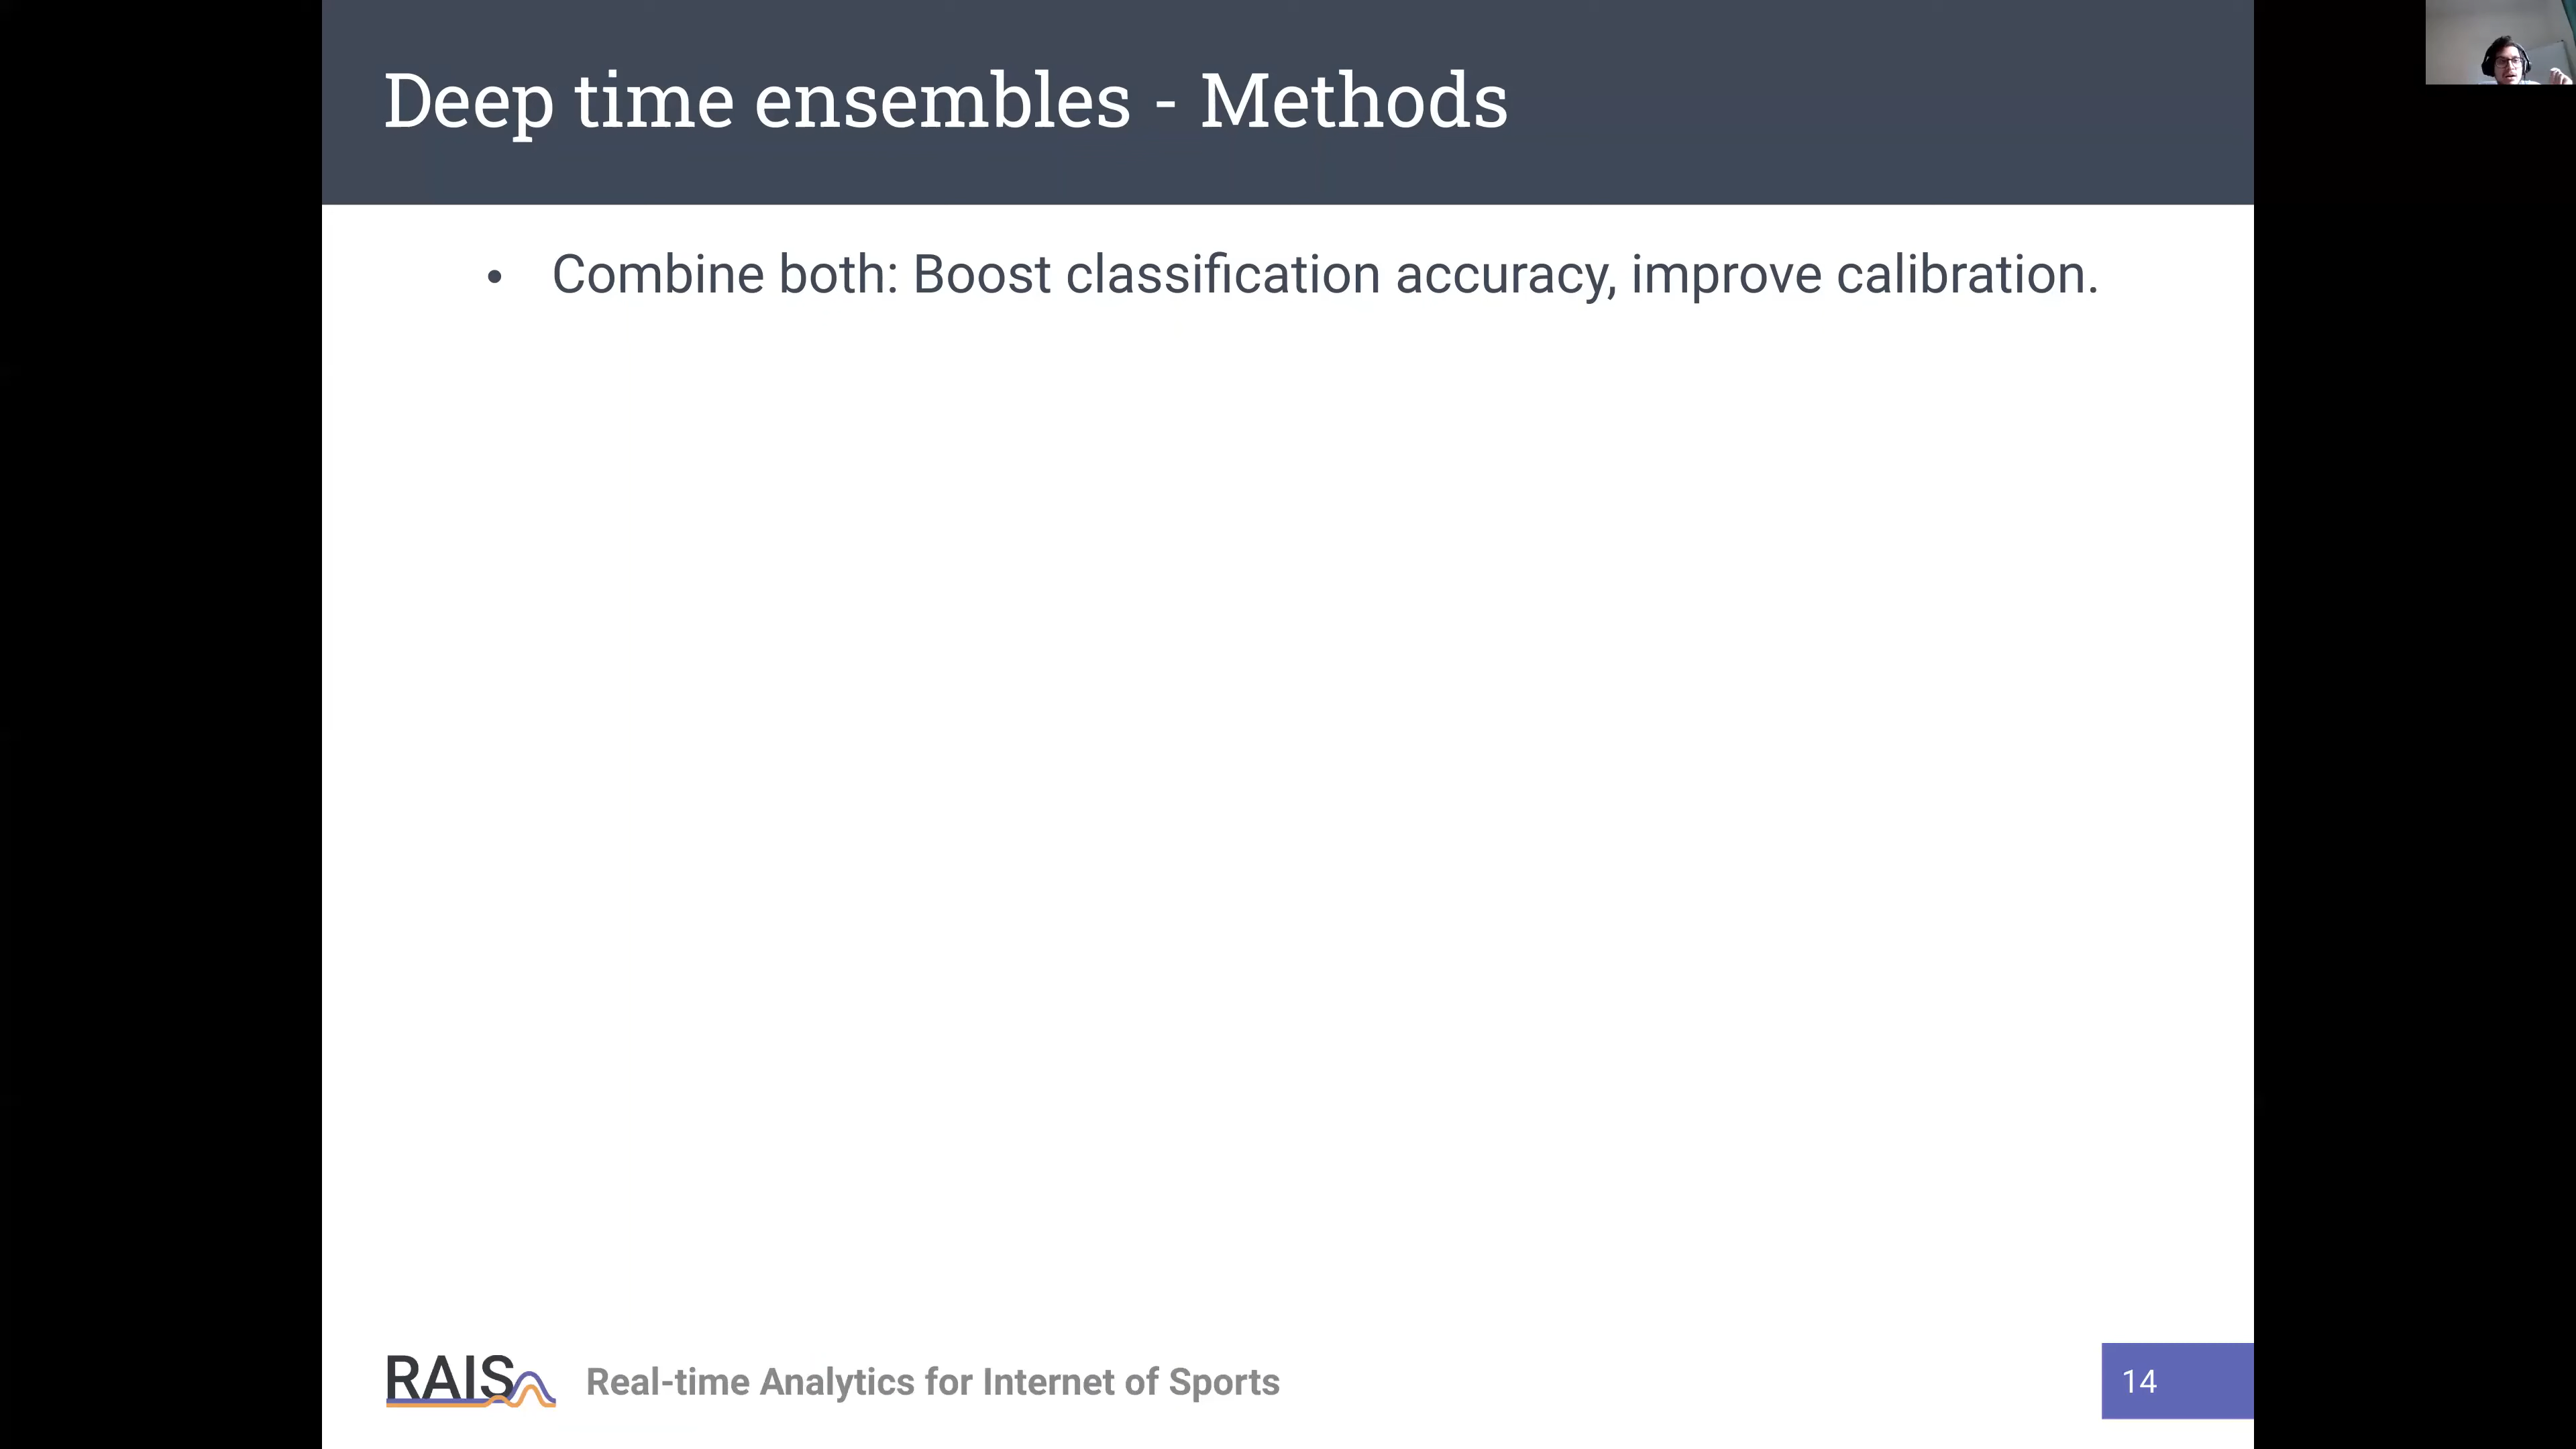 Deep time ensembles - Methods
• Combine both: Boost classification accuracy, improve calibration.
RAIS Real-time Analytics for Internet of Sports
14